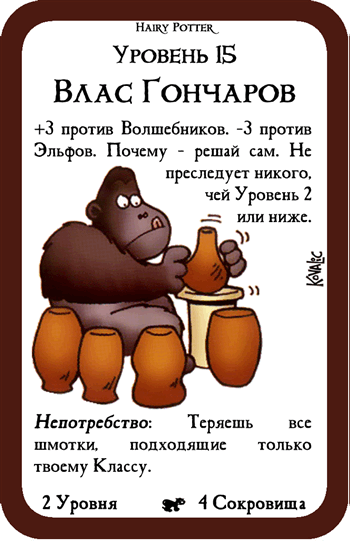 Hairy Potter
Уровень 15
Влас Гончаров
+3 против Волшебников. -3 против
Эльфов. Почему - решай сам. Не
преследует никого,
чей Уровень 2
или ниже.
Kovalic
Непотребство: Теряешь все
шмотки, подходящие только
твоему Классу.
2 Уровня 4 Сокровища